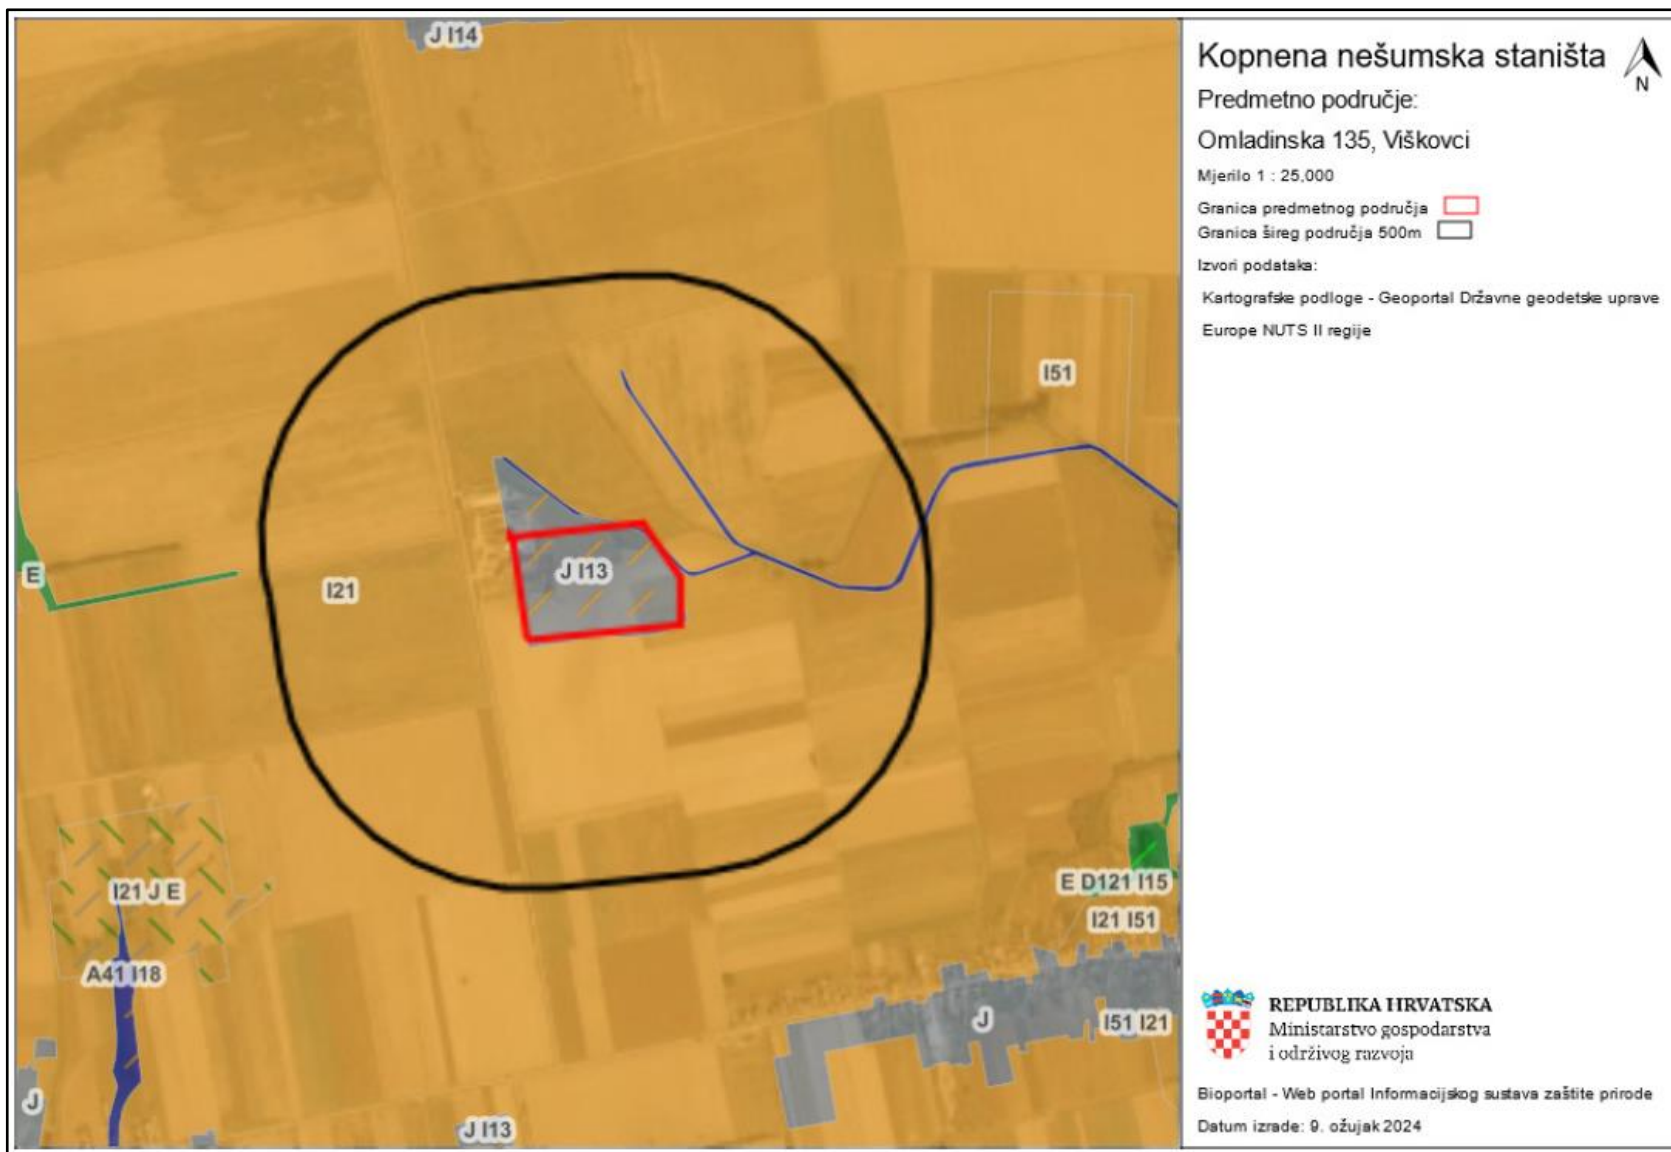 J I14
I51
E
J I13
I21
I21 J E
E D121 I15
I21 I51
A41 I18
J
I51 I21
J
J I13
Kopnena nešumska staništa
N
Predmetno područje:
Omladinska 135, Viškovci
Mjerilo 1 : 25,000
Granica predmetnog područja
Granica šireg područja 500m
Izvori podataka:
Kartografske podloge - Geoportal Državne geodetske uprave
Europe NUTS II regije
REPUBLIKA HRVATSKA
Ministarstvo gospodarstva
i održivog razvoja
Bioportal - Web portal Informacijskog sustava zaštite prirode
Datum izrade: 9. ožujak 2024